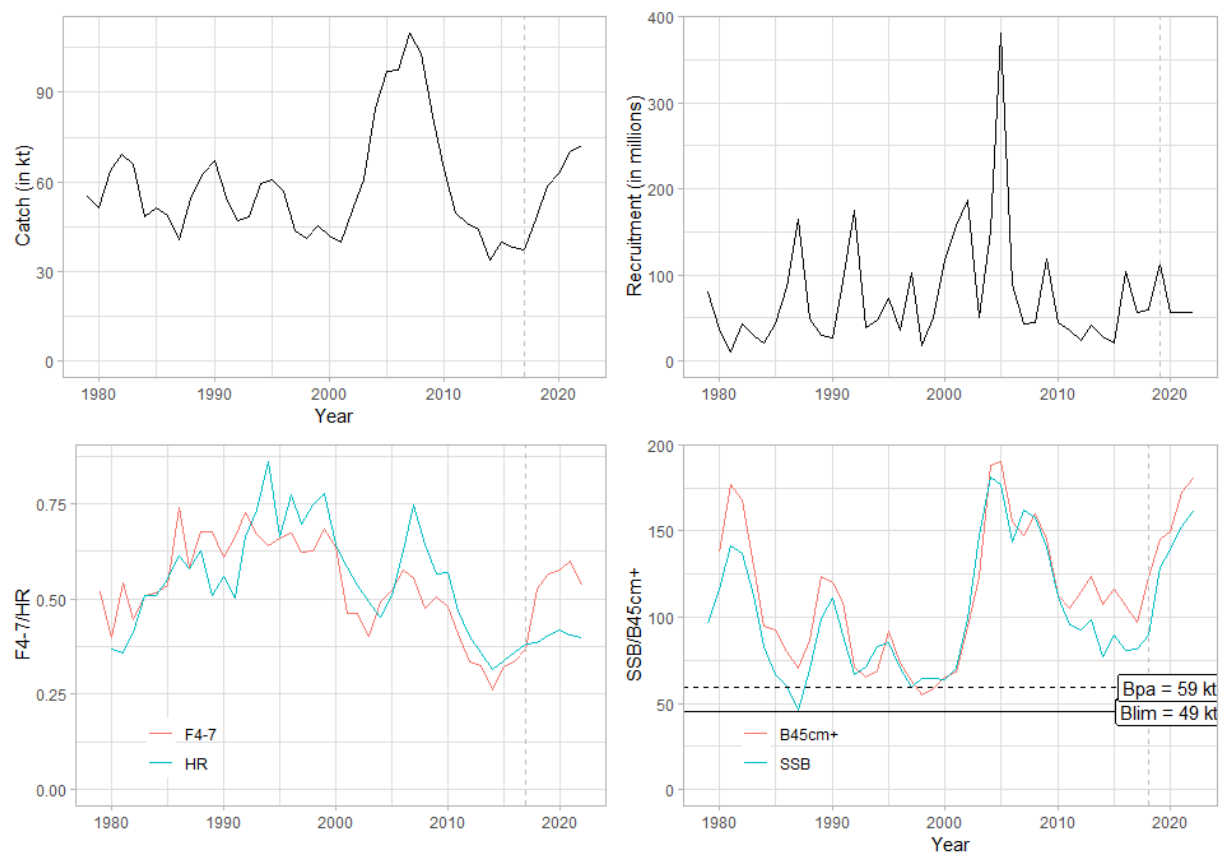 Catch (in kt)
90
60
30
0
1980 1990 2000 2010 2020
Year
Recruitment (in millions)
400
300
200
100
0
1980 1990 2000 2010 2020
F4-7/HR
0.75
0.50
0.25
0.00
F4-7
HR
1980 1990 2000 2010 2020
SSB/B45cm+
200
150
100
50
0
Bpa = 59 kt
Blim = 49 kt
B45cm+
SSB
1980 1990 2000 2010 2020
Year